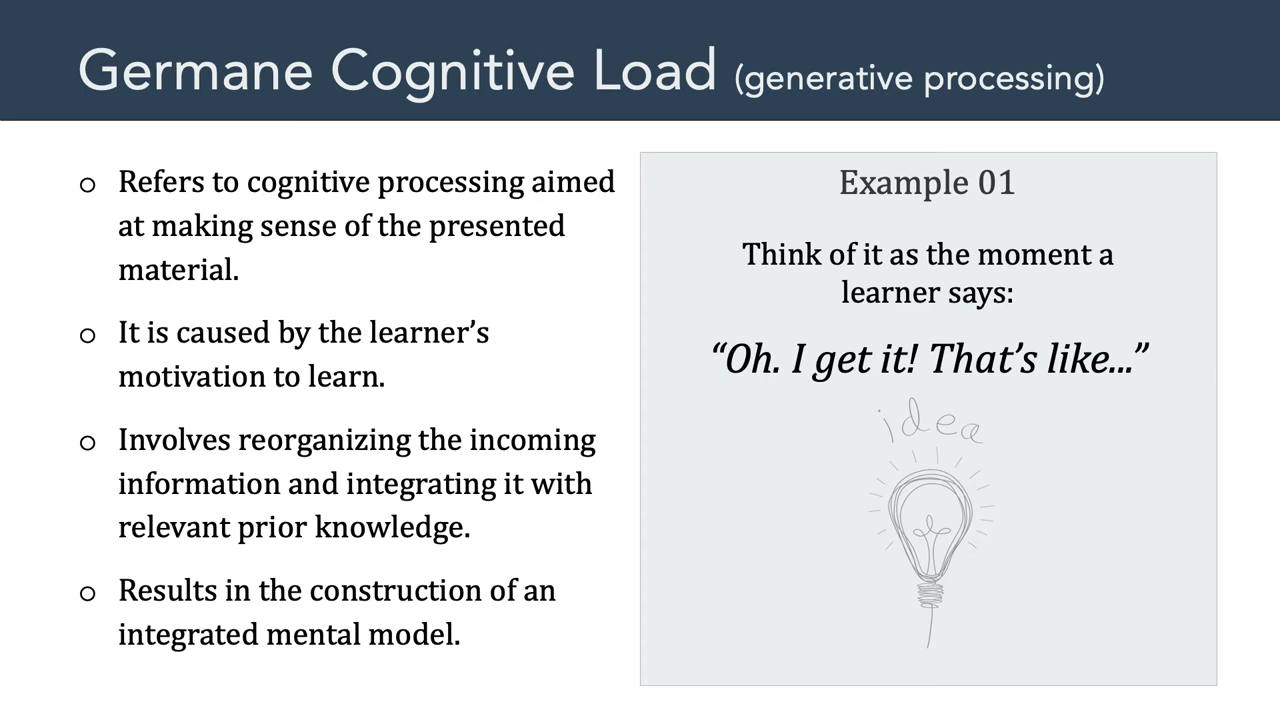 Germane Cognitive Load (generative processing)
o Refers to cognitive processing aimed
at making sense of the presented
material.
o It is caused by the learner’s
motivation to learn.
o Involves reorganizing the incoming
information and integrating it with
relevant prior knowledge.
o Results in the construction of an
integrated mental model.
Example 01
Think of it as the moment a
learner says:
“Oh. I get it! That’s like...”
idea